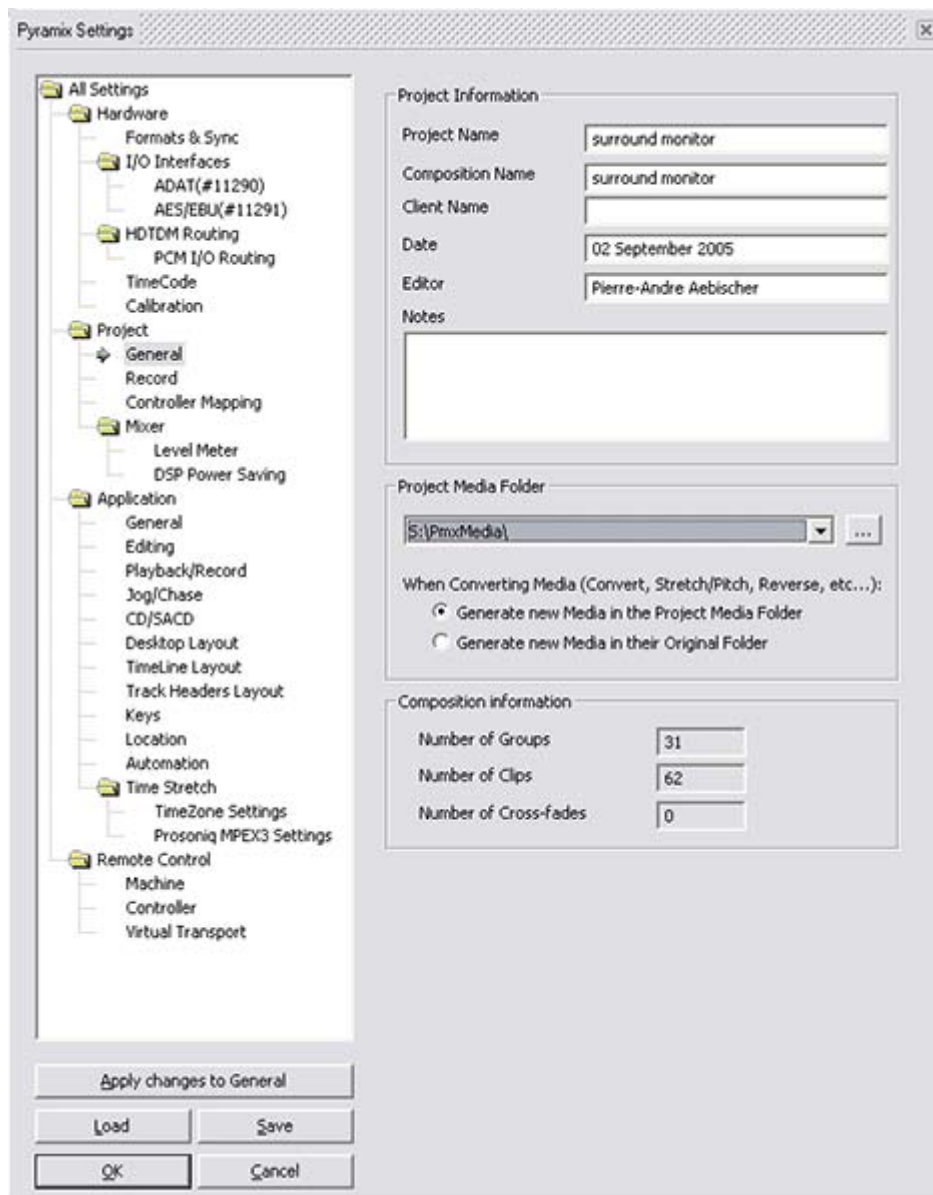 Pyramix Settings
All Settings
Hardware
Formats & Sync
I/O Interfaces
ADAT(#11290)
AES/EBU(#11291)
HDTDM Routing
PCM I/O Routing
TimeCode
Calibration
Project
General
Record
Controller Mapping
Mixer
Level Meter
DSP Power Saving
Application
General
Editing
Playback/Record
Jog/Chase
CD/SACD
Desktop Layout
TimeLine Layout
Track Headers Layout
Keys
Location
Automation
Time Stretch
TimeZone Settings
Prosoniq MPEX3 Settings
Remote Control
Machine
Controller
Virtual Transport
Apply changes to General
Load Save
OK Cancel
Project Information
Project Name surround monitor
Composition Name surround monitor
Client Name
Date 02 September 2005
Editor Pierre-Andre Aebischer
Notes
Project Media Folder
S:\PmxMedia\ ...
When Converting Media (Convert, Stretch/Pitch, Reverse, etc...):
Generate new Media in the Project Media Folder
Generate new Media in their Original Folder
Composition information
Number of Groups 31
Number of Clips 62
Number of Cross-fades 0